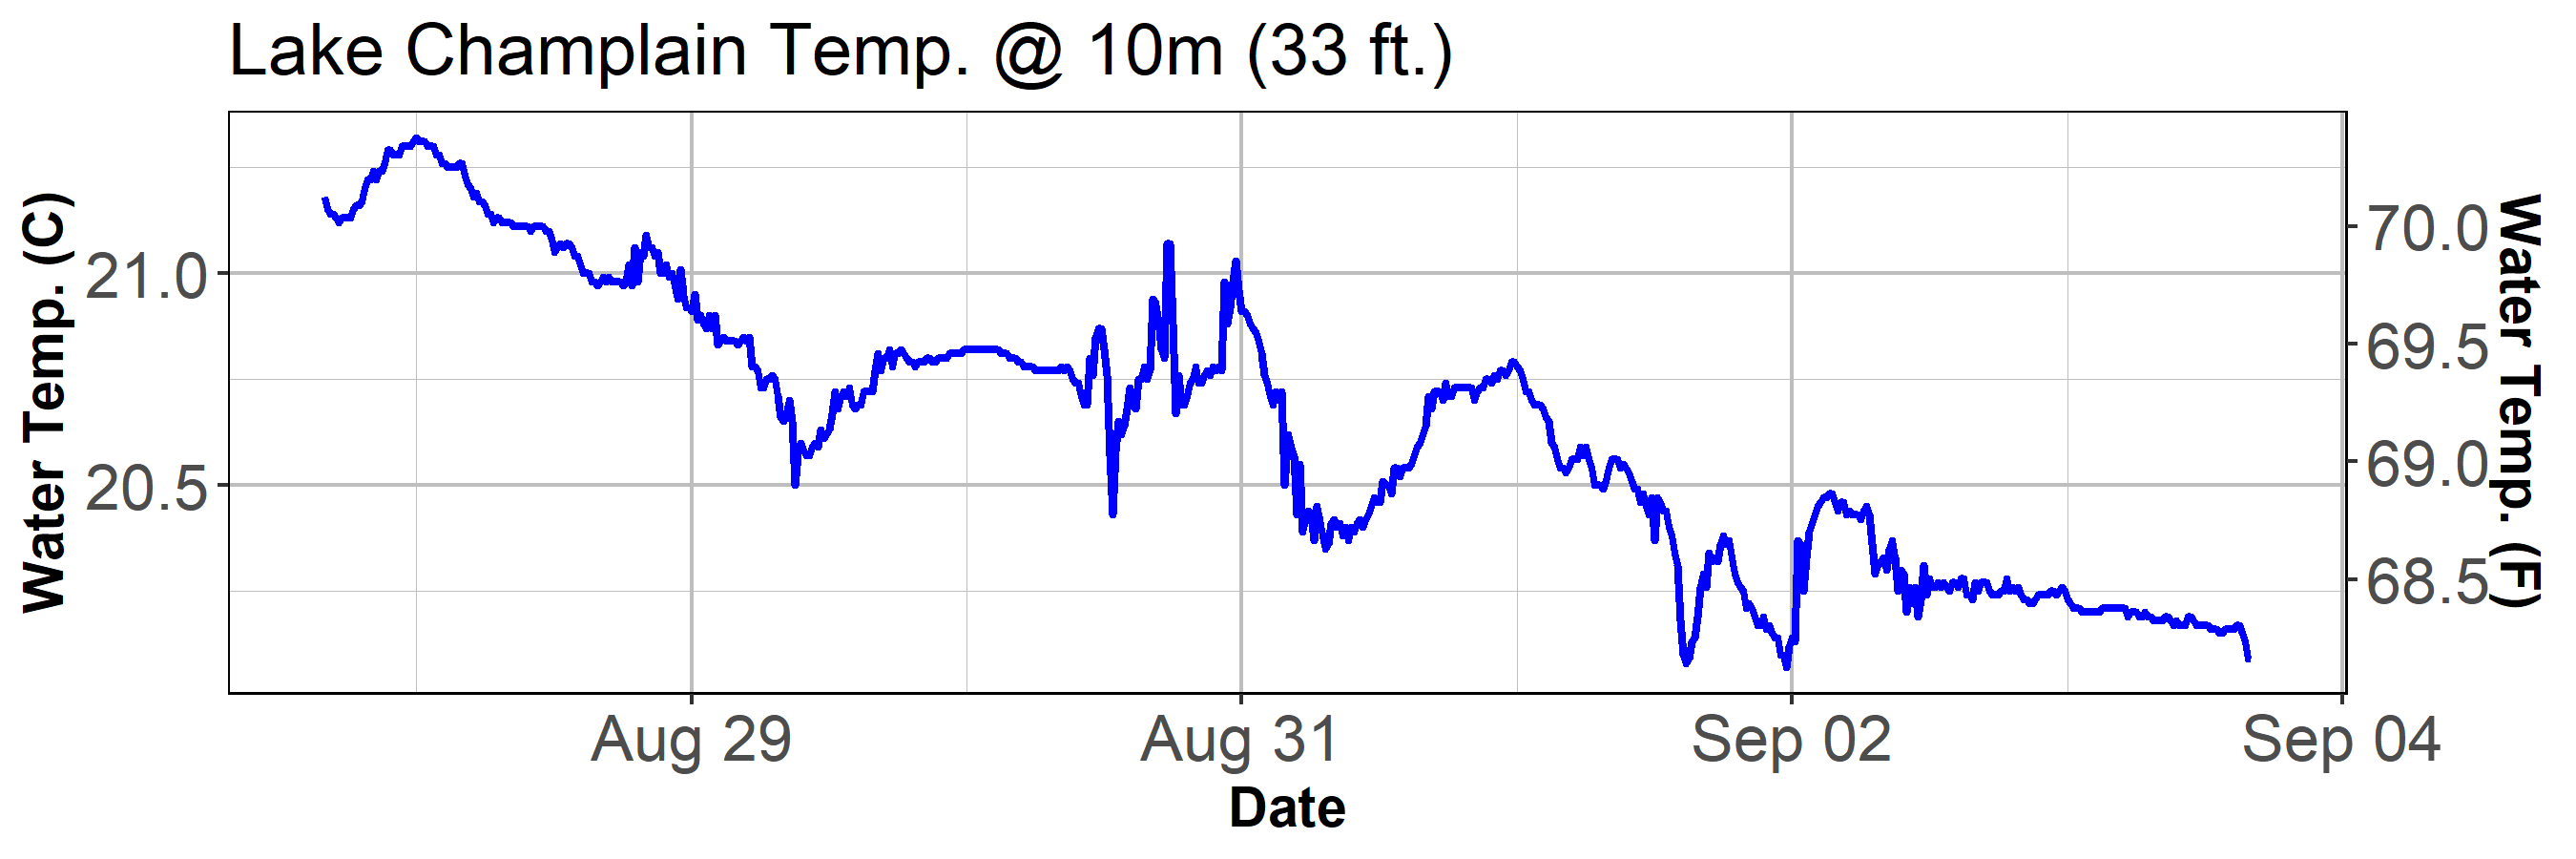 Lake Champlain Temp. @ 10m (33 ft.)
Water Temp. (C)
21.0
20.5
70.0
69.5
69.0
68.5
Water Temp. (F)
Aug 29
Aug 31
Sep 02
Sep 04
Date